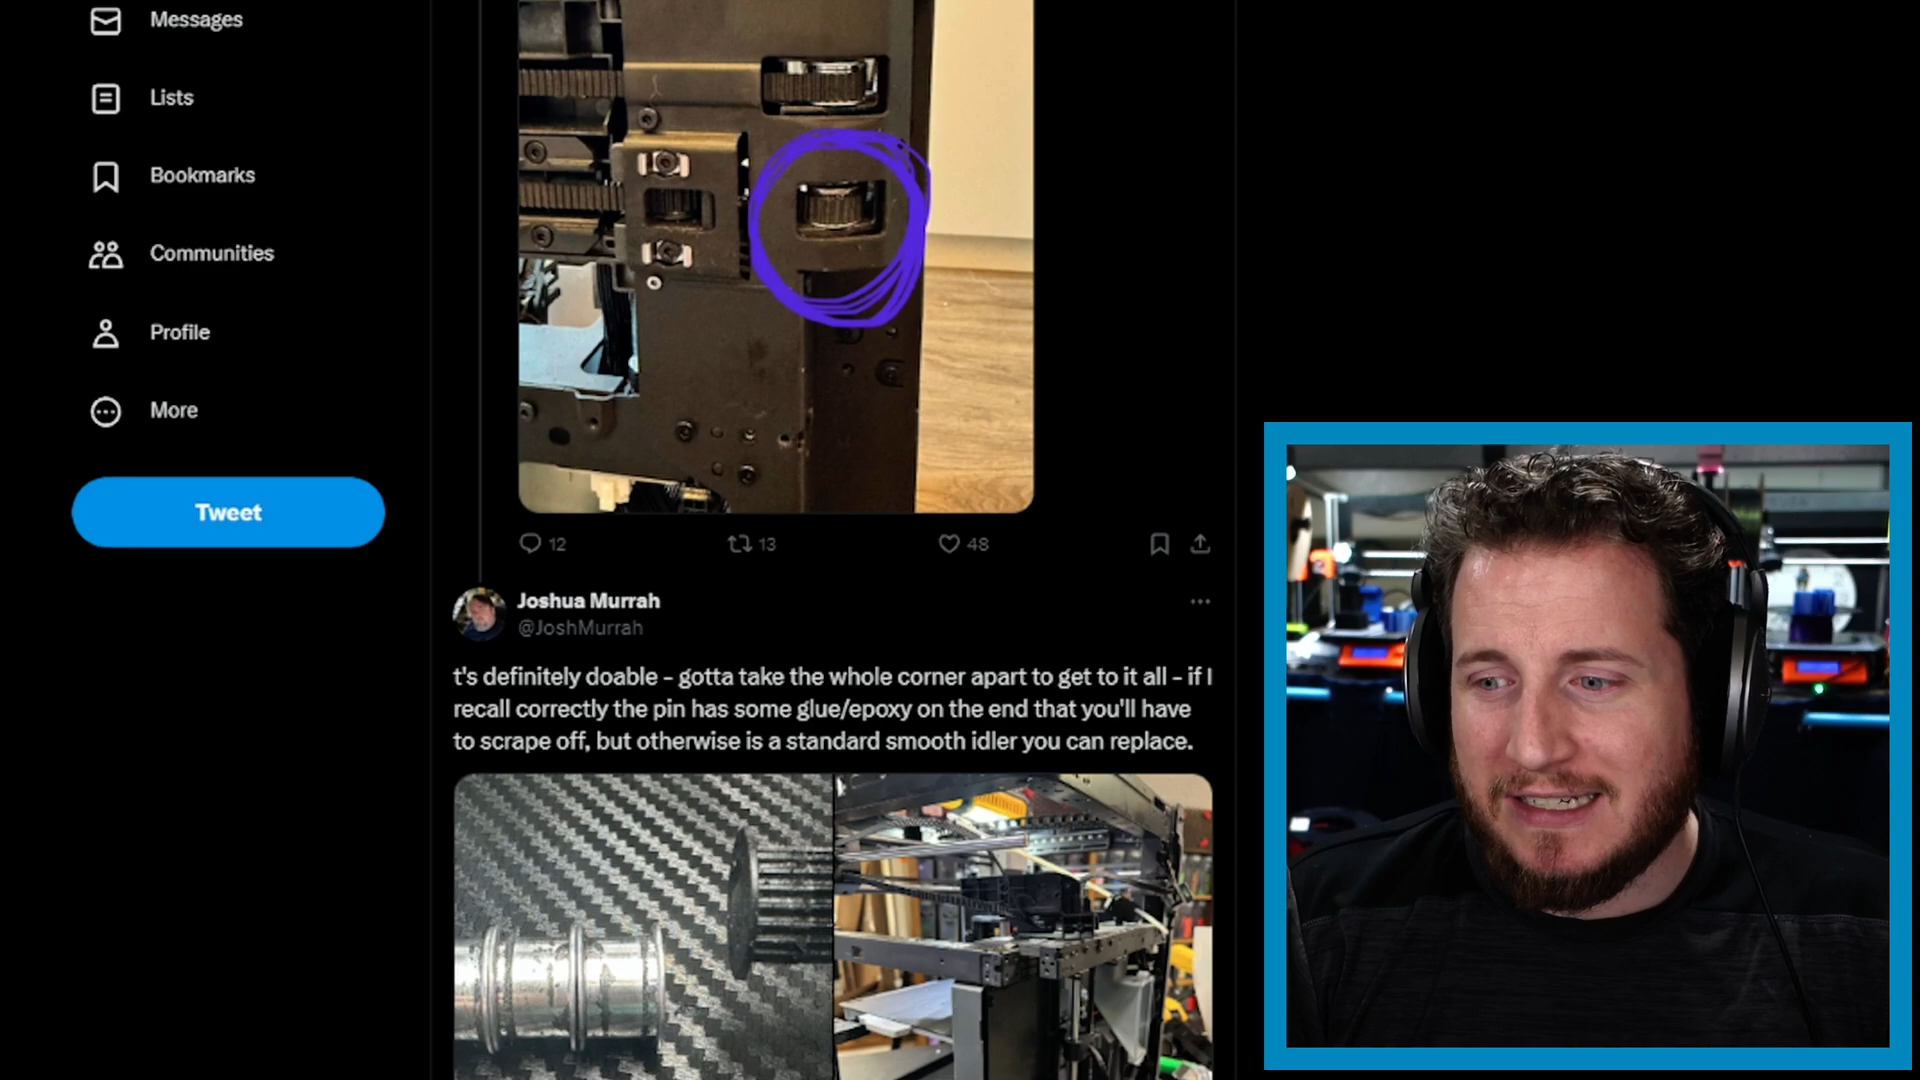 Messages
Lists
Bookmarks
Communities
Profile
More
Tweet
12
13
48
Joshua Murrah
@JoshMurrah
t's definitely doable - gotta take the whole corner apart to get to it all - if I
recall correctly the pin has some glue/epoxy on the end that you'll have
to scrape off, but otherwise is a standard smooth idler you can replace.